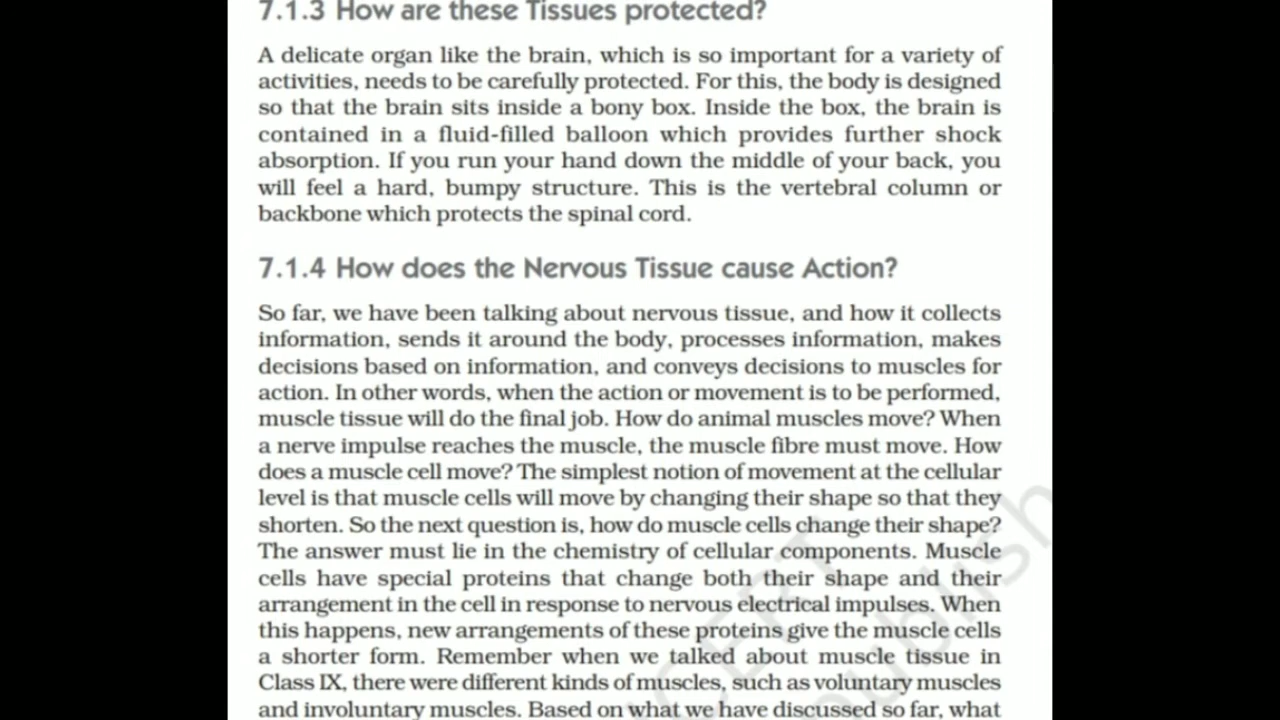 7.1.3 How are these Tissues protected?
A delicate organ like the brain, which is so important for a variety of
activities, needs to be carefully protected. For this, the body is designed
so that the brain sits inside a bony box. Inside the box, the brain is
contained in a fluid-filled balloon which provides further shock
absorption. If you run your hand down the middle of your back, you
will feel a hard, bumpy structure. This is the vertebral column or
backbone which protects the spinal cord.
7.1.4 How does the Nervous Tissue cause Action?
So far, we have been talking about nervous tissue, and how it collects
information, sends it around the body, processes information, makes
decisions based on information, and conveys decisions to muscles for
action. In other words, when the action or movement is to be performed,
muscle tissue will do the final job. How do animal muscles move? When
a nerve impulse reaches the muscle, the muscle fibre must move. How
does a muscle cell move? The simplest notion of movement at the cellular
level is that muscle cells will move by changing their shape so that they
shorten. So the next question is, how do muscle cells change their shape?
The answer must lie in the chemistry of cellular components. Muscle
cells have special proteins that change both their shape and their
arrangement in the cell in response to nervous electrical impulses. When
this happens, new arrangements of these proteins give the muscle cells
a shorter form. Remember when we talked about muscle tissue in
Class IX, there were different kinds of muscles, such as voluntary muscles
and involuntary muscles. Based on what we have discussed so far, what
NCERT
publish